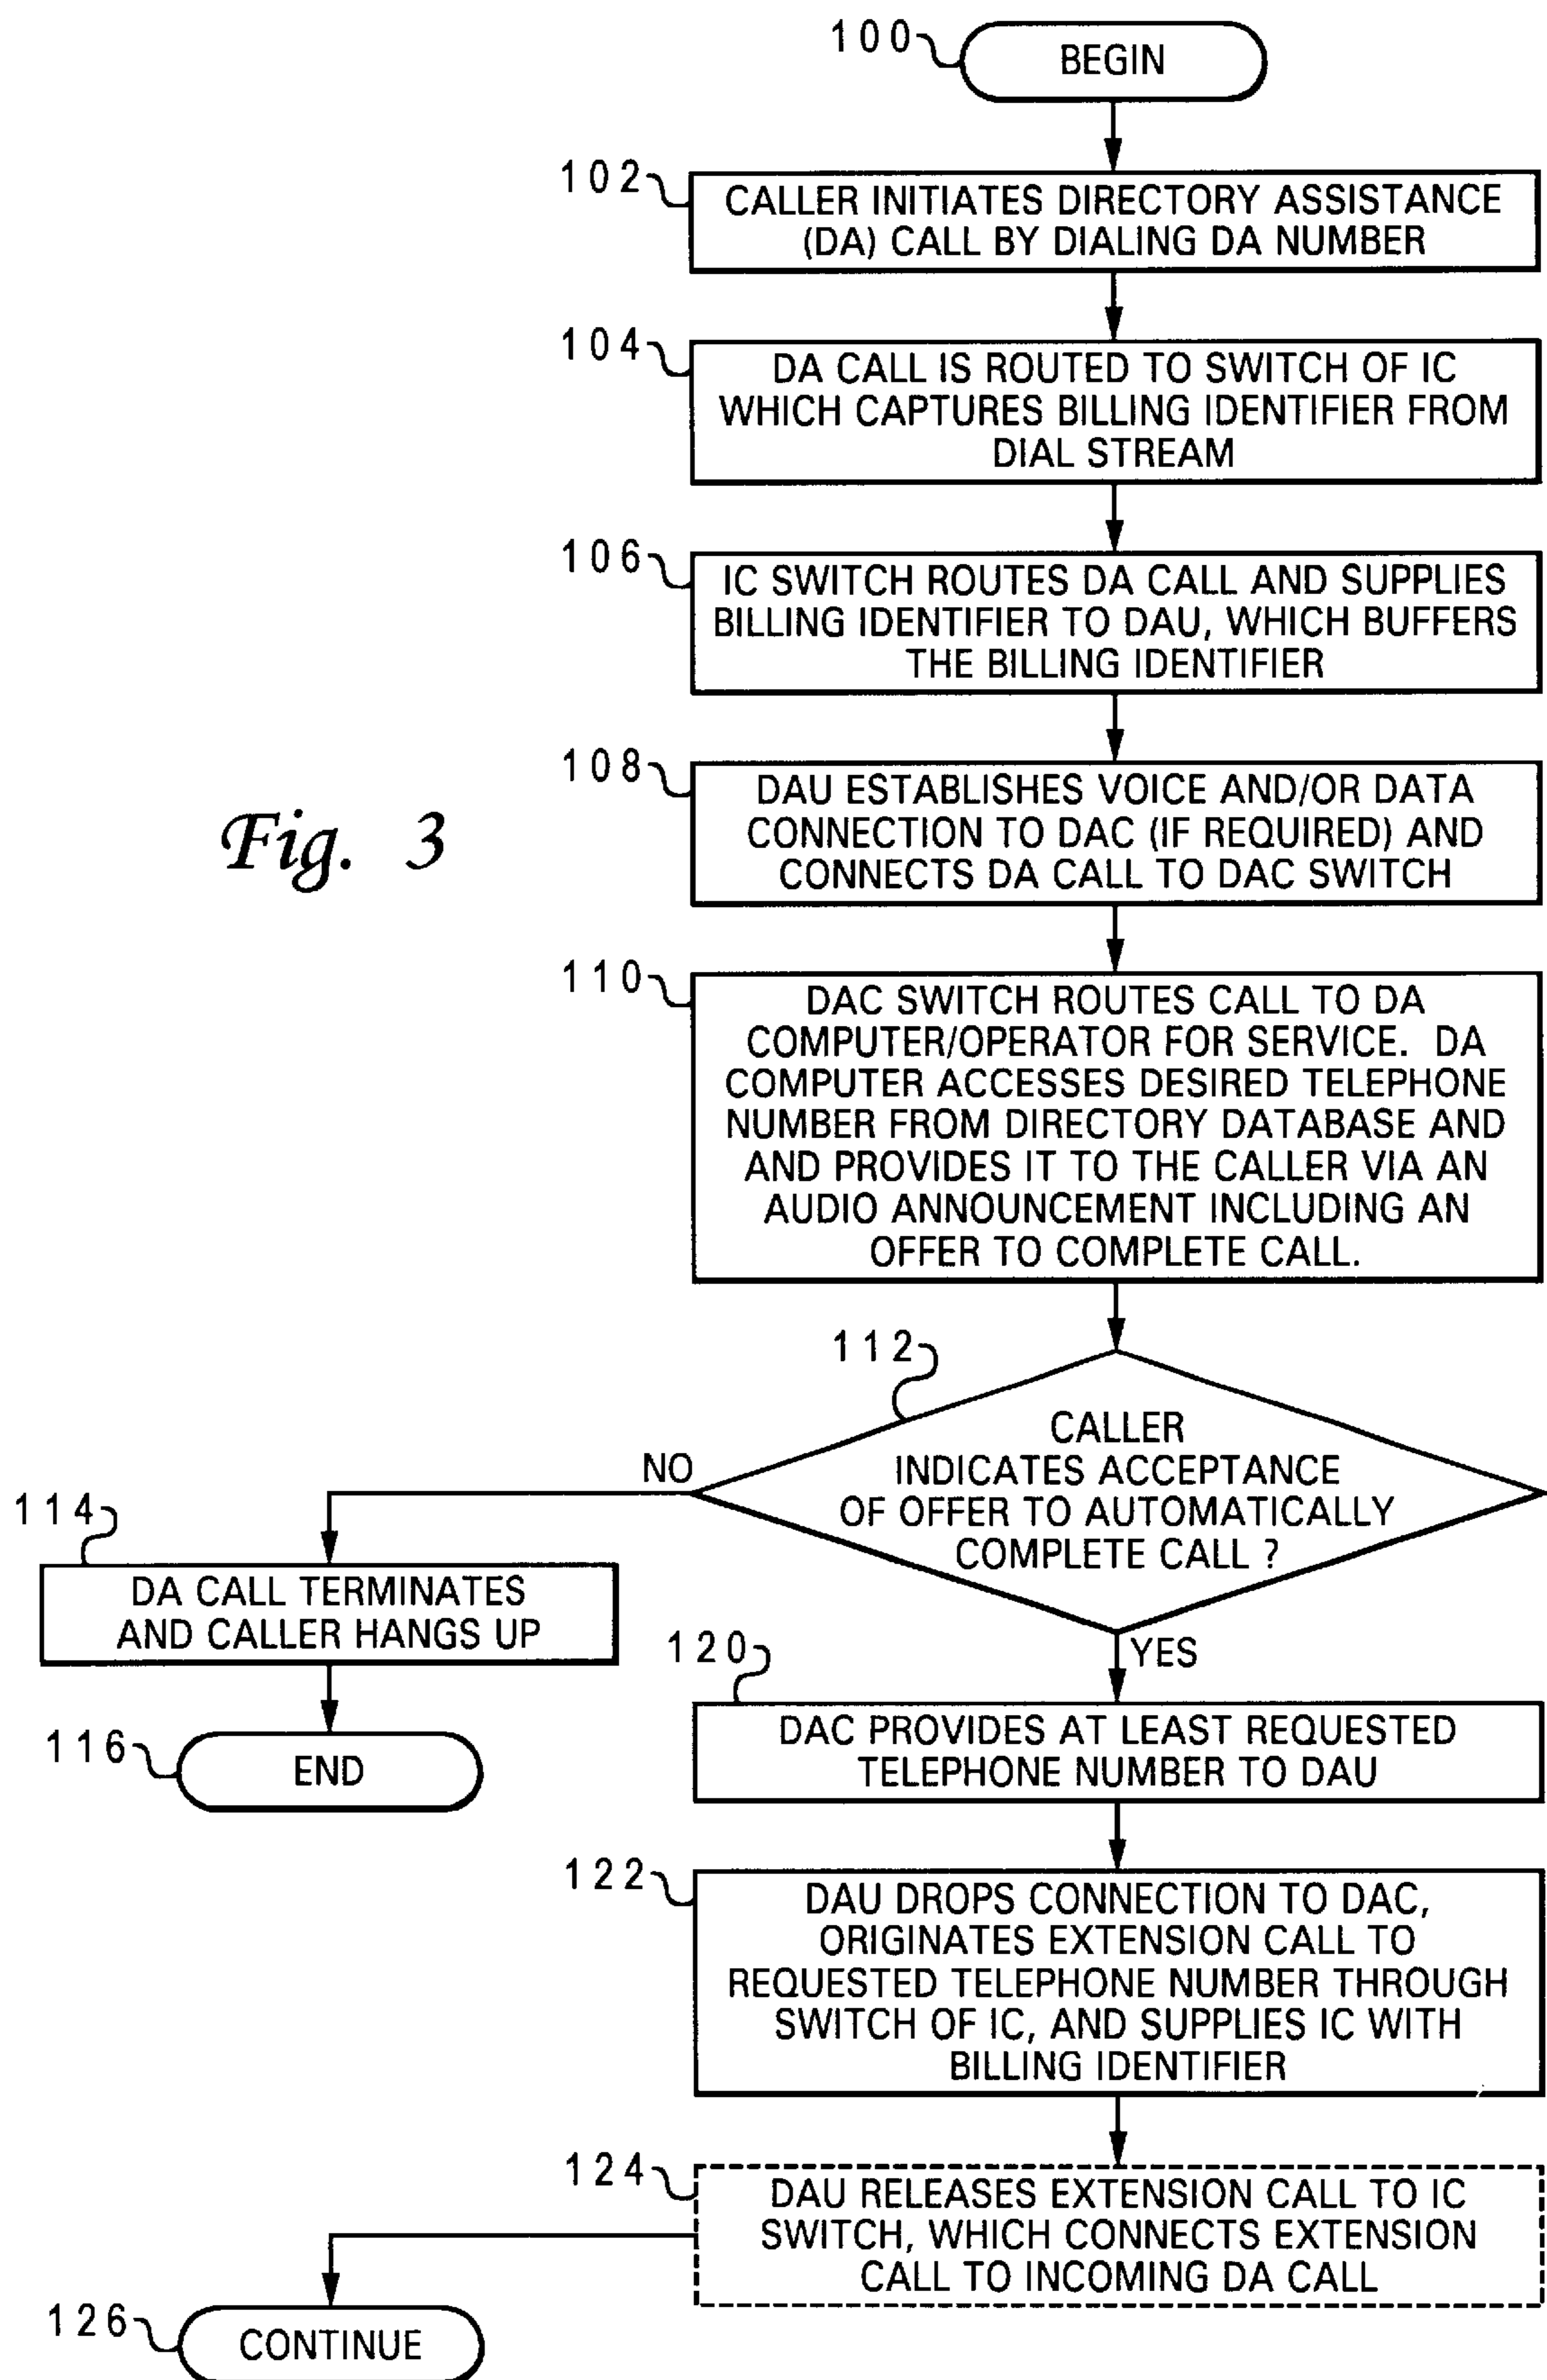 100
BEGIN
102
CALLER INITIATES DIRECTORY ASSISTANCE
(DA) CALL BY DIALING DA NUMBER
104
DA CALL IS ROUTED TO SWITCH OF IC
WHICH CAPTURES BILLING IDENTIFIER FROM
DIAL STREAM
106
IC SWITCH ROUTES DA CALL AND SUPPLIES
BILLING IDENTIFIER TO DAU, WHICH BUFFERS
THE BILLING IDENTIFIER
108
DAU ESTABLISHES VOICE AND/OR DATA
CONNECTION TO DAC (IF REQUIRED) AND
CONNECTS DA CALL TO DAC SWITCH
Fig. 3
110
DAC SWITCH ROUTES CALL TO DA
COMPUTER/OPERATOR FOR SERVICE. DA
COMPUTER ACCESSES DESIRED TELEPHONE
NUMBER FROM DIRECTORY DATABASE AND
AND PROVIDES IT TO THE CALLER VIA AN
AUDIO ANNOUNCEMENT INCLUDING AN
OFFER TO COMPLETE CALL.
112
CALLER
INDICATES ACCEPTANCE
OF OFFER TO AUTOMATICALLY
COMPLETE CALL ?
NO
114
DA CALL TERMINATES
AND CALLER HANGS UP
116
END
YES
120
DAC PROVIDES AT LEAST REQUESTED
TELEPHONE NUMBER TO DAU
122
DAU DROPS CONNECTION TO DAC,
ORIGINATES EXTENSION CALL TO
REQUESTED TELEPHONE NUMBER THROUGH
SWITCH OF IC, AND SUPPLIES IC WITH
BILLING IDENTIFIER
124
DAU RELEASES EXTENSION CALL TO IC
SWITCH, WHICH CONNECTS EXTENSION
CALL TO INCOMING DA CALL
126
CONTINUE